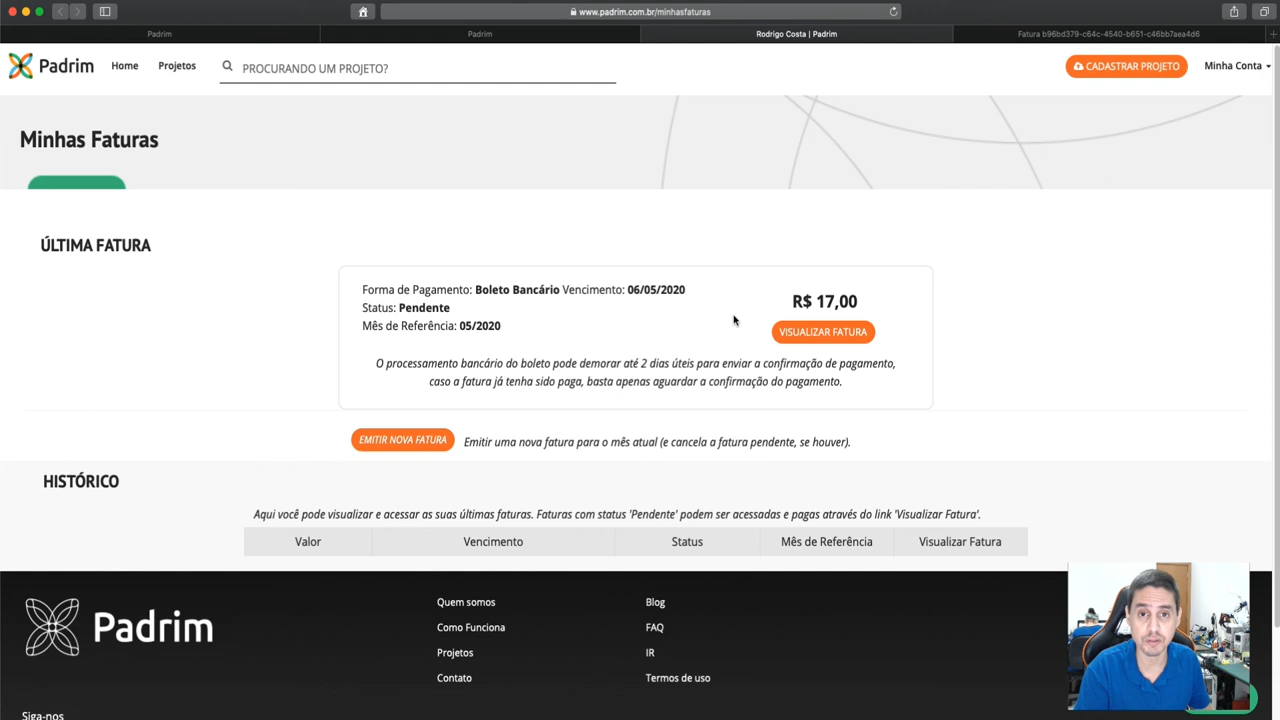 www.padrim.com.br/minhasfaturas
Padrim
Padrim
Rodrigo Costa | Padrim
Fatura b96bd379-c64c-4540-b651-c46bb7aea4d6
Padrim
Home
Projetos
PROCURANDO UM PROJETO?
CADASTRAR PROJETO
Minha Conta
Minhas Faturas
ÚLTIMA FATURA
Forma de Pagamento: Boleto Bancário Vencimento: 06/05/2020
Status: Pendente
Mês de Referência: 05/2020
R$ 17,00
VISUALIZAR FATURA
O processamento bancário do boleto pode demorar até 2 dias úteis para enviar a confirmação de pagamento,
caso a fatura já tenha sido paga, basta apenas aguardar a confirmação do pagamento.
EMITIR NOVA FATURA
Emitir uma nova fatura para o mês atual (e cancela a fatura pendente, se houver).
HISTÓRICO
Aqui você pode visualizar e acessar as suas últimas faturas. Faturas com status 'Pendente' podem ser acessadas e pagas através do link 'Visualizar Fatura'.
Valor
Vencimento
Status
Mês de Referência
Visualizar Fatura
Padrim
Quem somos
Como Funciona
Projetos
Contato
Blog
FAQ
IR
Termos de uso
Siga-nos